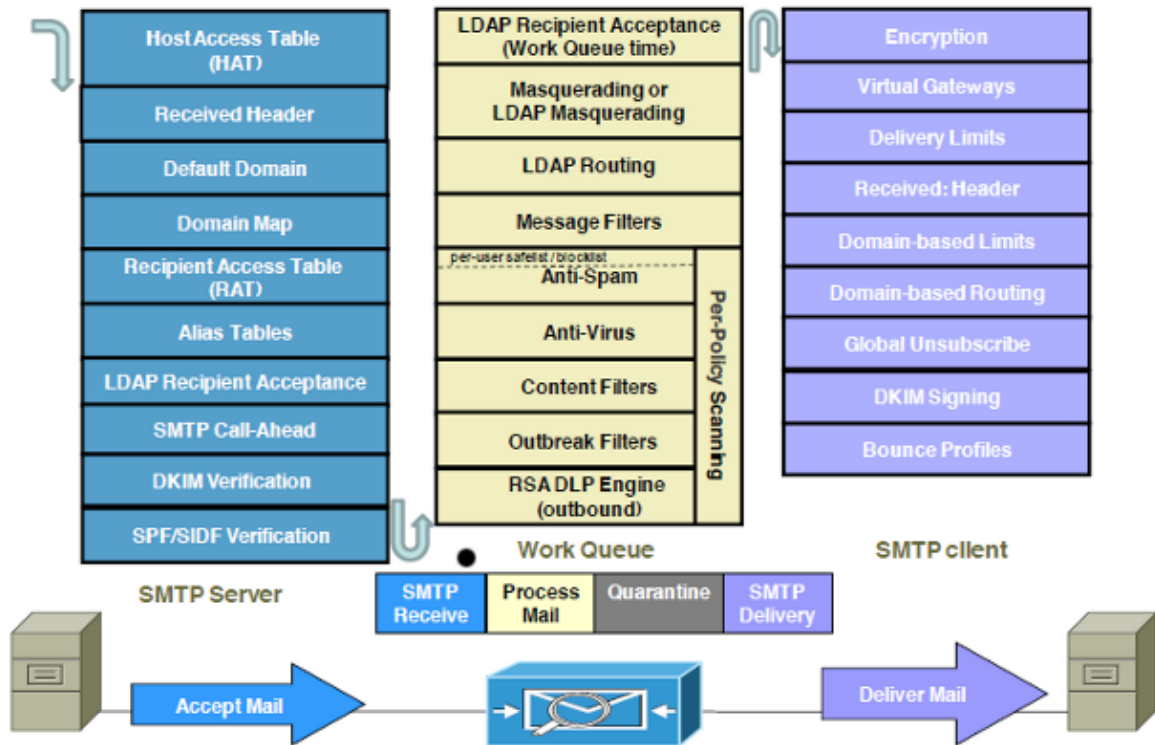 Host Access Table
(HAT)
Received Header
Default Domain
Domain Map
Recipient Access Table
(RAT)
Alias Tables
LDAP Recipient Acceptance
SMTP Call-Ahead
DKIM Verification
SPF/SIDF Verification
SMTP Server
LDAP Recipient Acceptance
(Work Queue time)
Masquerading or
LDAP Masquerading
LDAP Routing
Message Filters
per-user safelist / blocklist
Anti-Spam
Anti-Virus
Content Filters
Outbreak Filters
RSA DLP Engine
(outbound)
Per-Policy Scanning
Work Queue
Encryption
Virtual Gateways
Delivery Limits
Received: Header
Domain-based Limits
Domain-based Routing
Global Unsubscribe
DKIM Signing
Bounce Profiles
SMTP client
SMTP
Receive
Process
Mail
Quarantine
SMTP
Delivery
Accept Mail
Deliver Mail